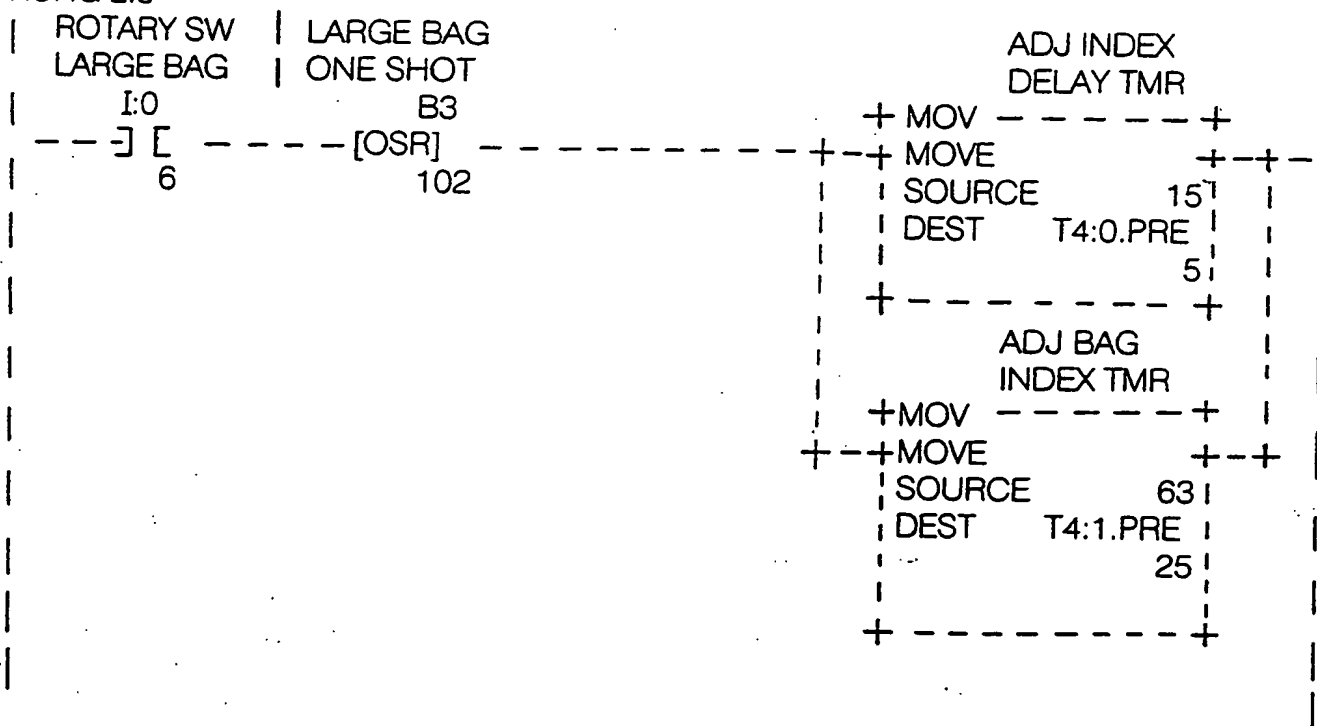 ROTARY SW | LARGE BAG
LARGE BAG | ONE SHOT
I:0 B3
] [ [OSR]
6 102
ADJ INDEX
DELAY TMR
MOV
MOVE
SOURCE 15
DEST T4:0.PRE
5
ADJ BAG
INDEX TMR
MOV
MOVE
SOURCE 63
DEST T4:1.PRE
25